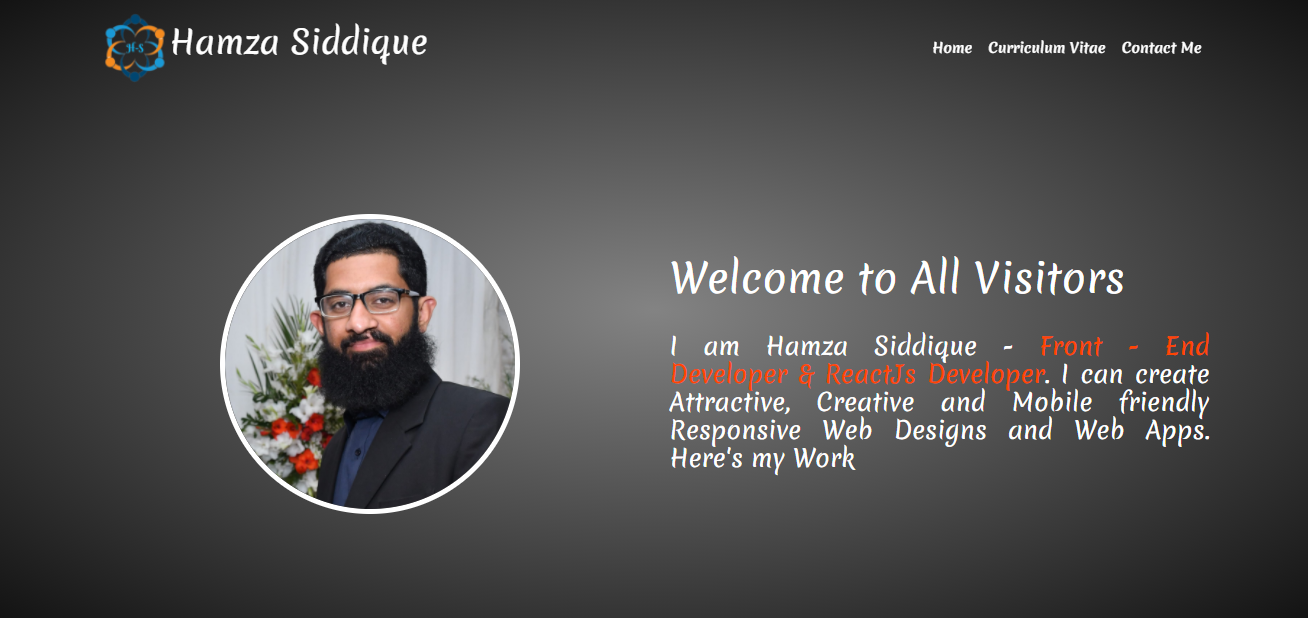 H-S
Hamza Siddique
Home Curriculum Vitae Contact Me
Welcome to All Visitors
I am Hamza Siddique - Front - End
Developer & ReactJs Developer. I can create
Attractive, Creative and Mobile friendly
Responsive Web Designs and Web Apps.
Here's my Work